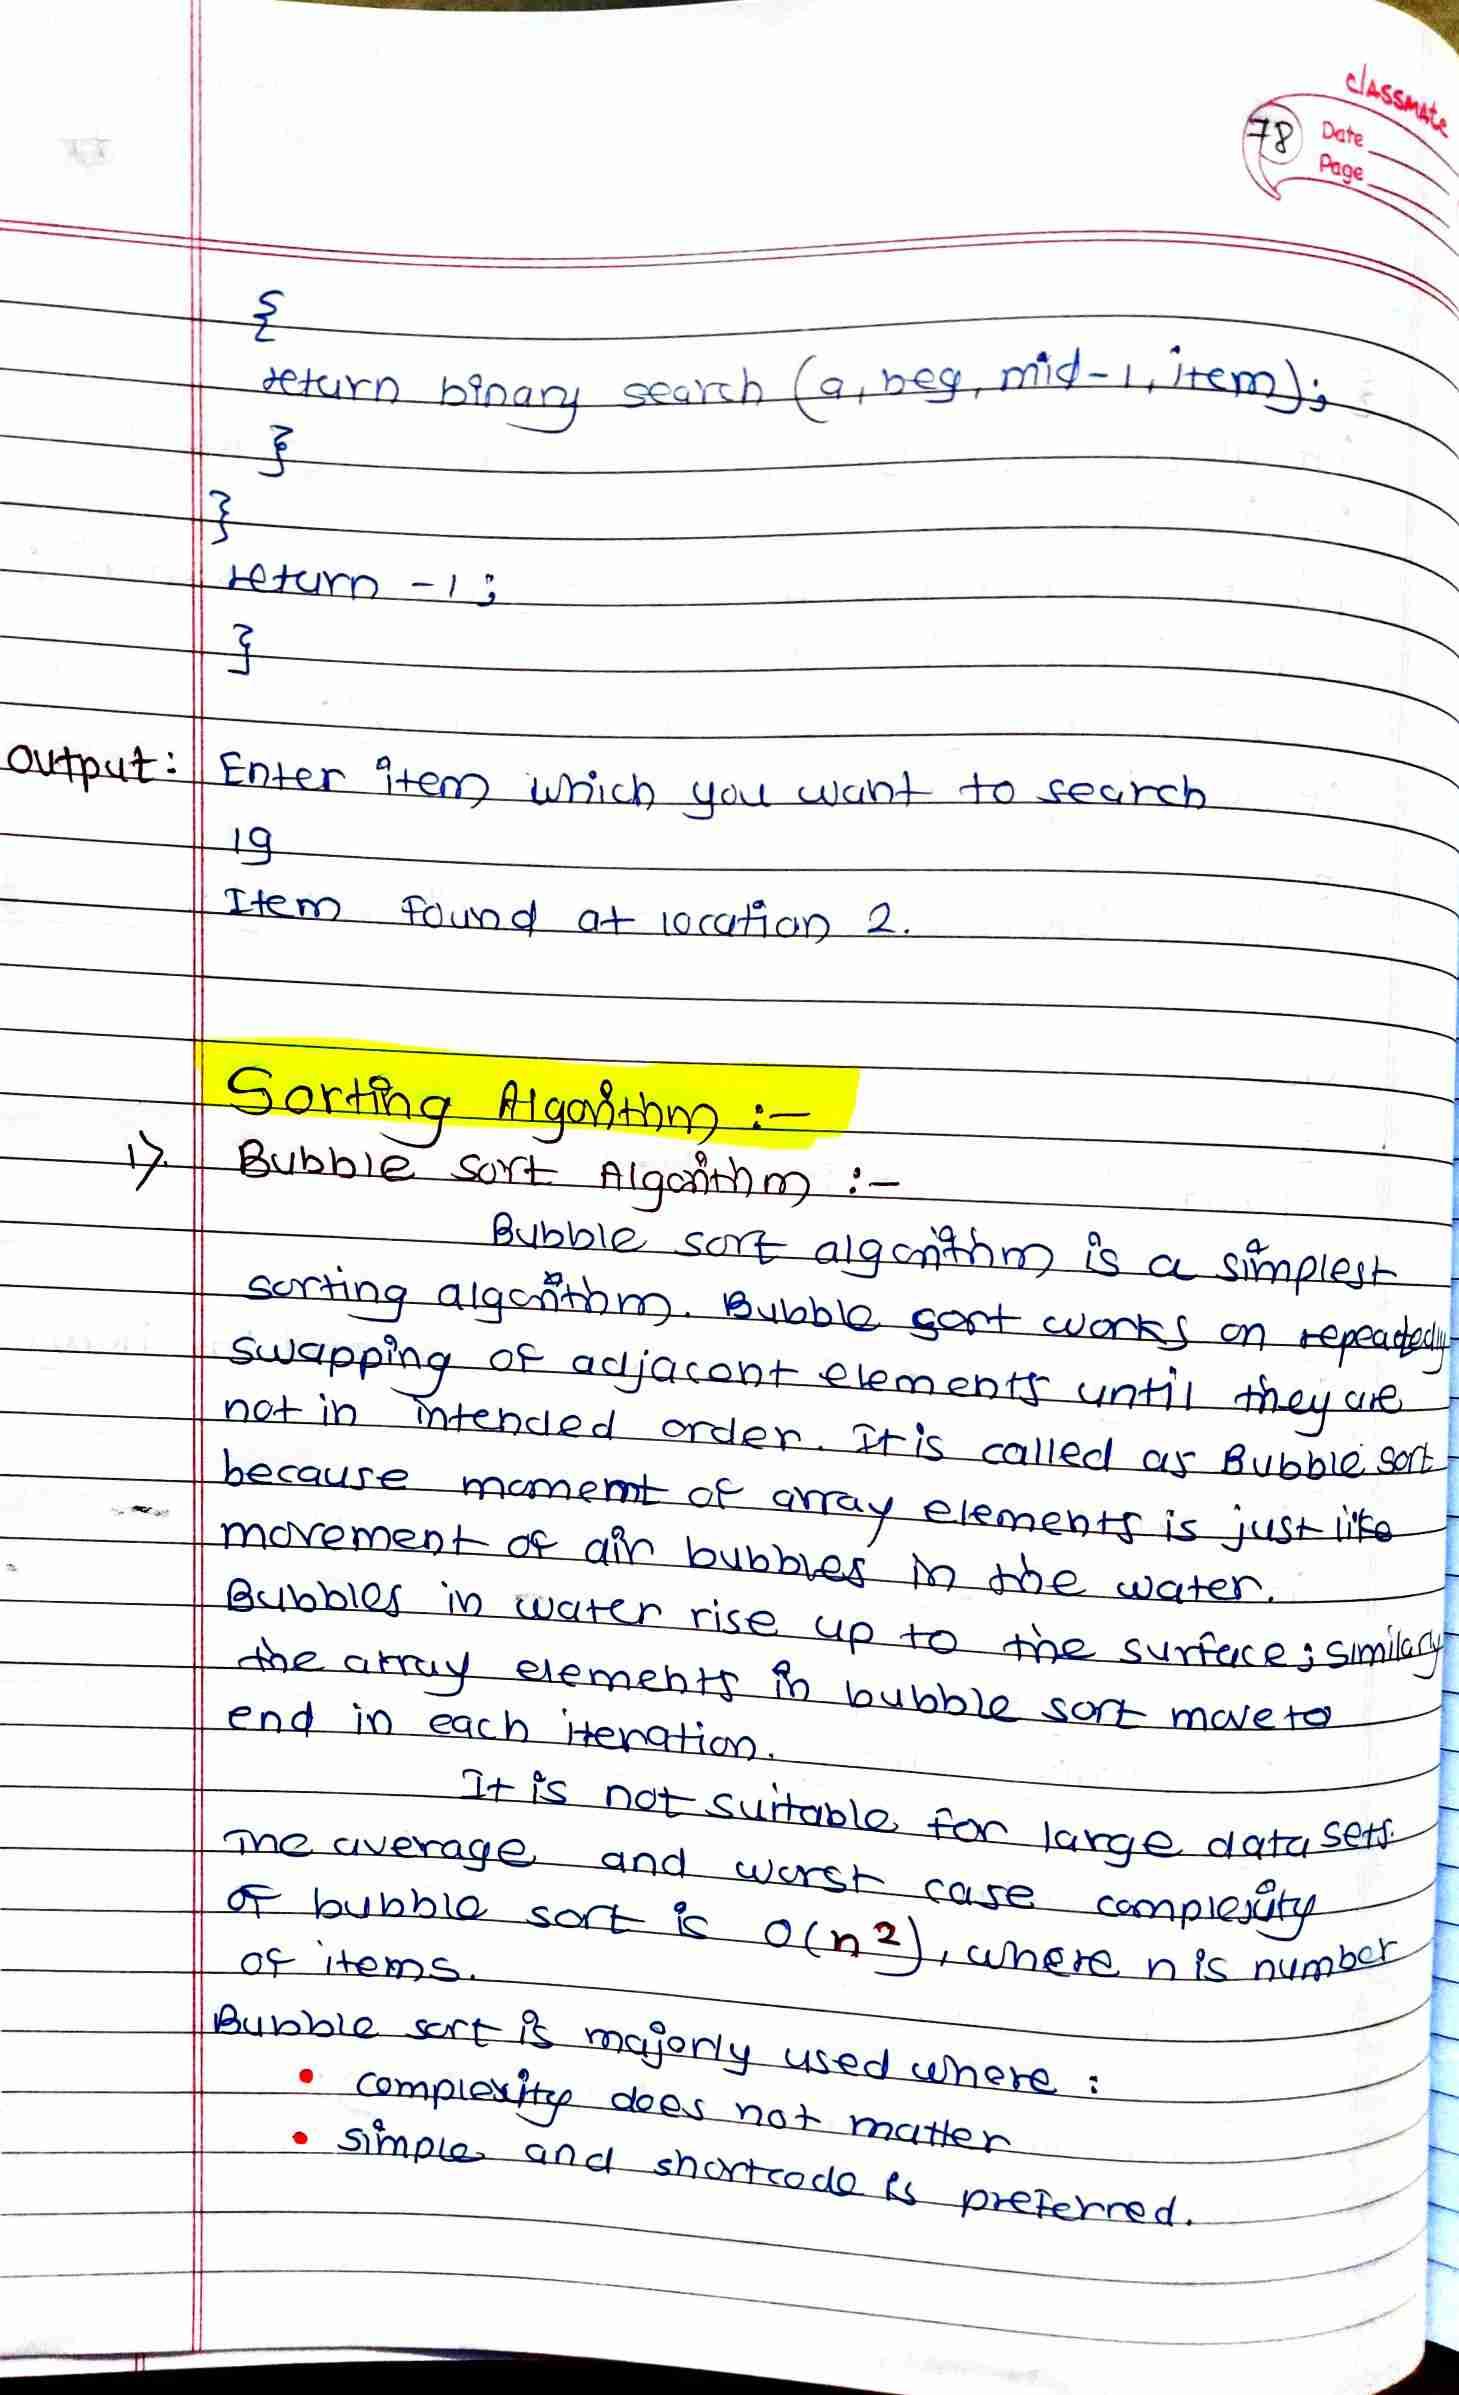 classmate
78
Date
Page
{
return binary search (a, beg, mid-1, item);
}
}
return -1;
}
output: Enter item which you want to search
19
Item found at location 2.
Sorting Algorithm :-
1). Bubble sort Algorithm :-
Bubble sort algorithm is a simplest
sorting algorithm. Bubble sort works on repeatedly
swapping of adjacent elements until they are
not in intended order. It is called as Bubble sort
because moment of array elements is just like
movement of air bubbles in the water.
Bubbles in water rise up to the surface; similary
the array elements in bubble sort move to
end in each iteration.
It is not suitable for large data sets.
The average and worst case complexity
of bubble sort is O(n²), where n is number
of items.
Bubble sort is majorly used where :
• complexity does not matter
• simple and shortcode is preferred.